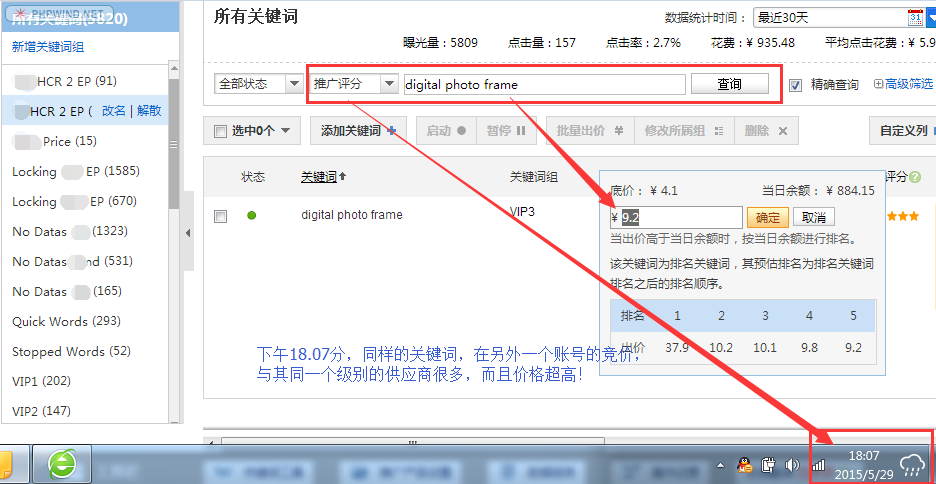 PHPWIND.NET
所有关键词(5820)
新增关键词组
HCR 2 EP (91)
HCR 2 EP ( 改名 | 解散
Price (15)
Locking EP (1585)
Locking EP (670)
No Datas (1323)
No Datas nd (531)
No Datas (165)
Quick Words (293)
Stopped Words (52)
VIP1 (202)
VIP2 (147)
所有关键词
数据统计时间： 最近30天 31
曝光量：5809 点击量：157 点击率：2.7% 花费：¥ 935.48 平均点击花费：¥ 5.9
全部状态 推广评分 digital photo frame 查询 精确查询 高级筛选
选中0个 添加关键词 启动 暂停 批量出价 修改所属组 删除 自定义列
状态 关键词 关键词组 评分
digital photo frame VIP3
底价：¥ 4.1 当日余额：¥ 884.15
¥ 9.2 确定 取消
当出价高于当日余额时，按当日余额进行排名。
该关键词为排名关键词，其预估排名为排名关键词
排名之后的排名顺序。
排名 1 2 3 4 5
出价 37.9 10.2 10.1 9.8 9.2
下午18.07分，同样的关键词，在另外一个账号的竞价，
与其同一个级别的供应商很多，而且价格超高！
18:07
2015/5/29